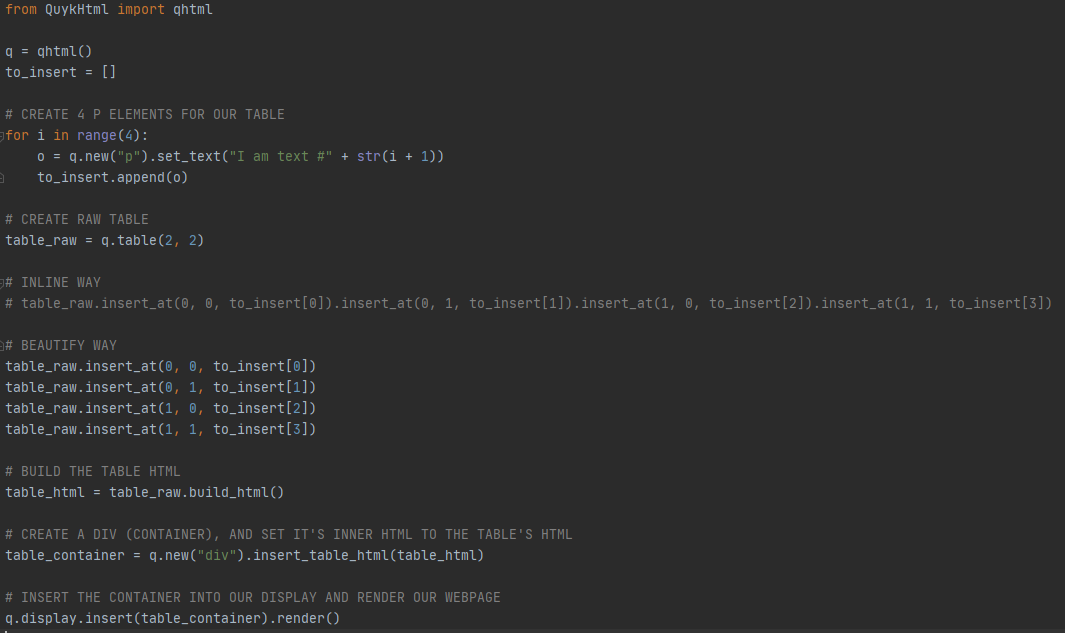 from QuykHtml import qhtml
q = qhtml()
to_insert = []
# CREATE 4 P ELEMENTS FOR OUR TABLE
for i in range(4):
    o = q.new("p").set_text("I am text #" + str(i + 1))
    to_insert.append(o)
# CREATE RAW TABLE
table_raw = q.table(2, 2)
# INLINE WAY
# table_raw.insert_at(0, 0, to_insert[0]).insert_at(0, 1, to_insert[1]).insert_at(1, 0, to_insert[2]).insert_at(1, 1, to_insert[3])
# BEAUTIFY WAY
table_raw.insert_at(0, 0, to_insert[0])
table_raw.insert_at(0, 1, to_insert[1])
table_raw.insert_at(1, 0, to_insert[2])
table_raw.insert_at(1, 1, to_insert[3])
# BUILD THE TABLE HTML
table_html = table_raw.build_html()
# CREATE A DIV (CONTAINER), AND SET IT'S INNER HTML TO THE TABLE'S HTML
table_container = q.new("div").insert_table_html(table_html)
# INSERT THE CONTAINER INTO OUR DISPLAY AND RENDER OUR WEBPAGE
q.display.insert(table_container).render()